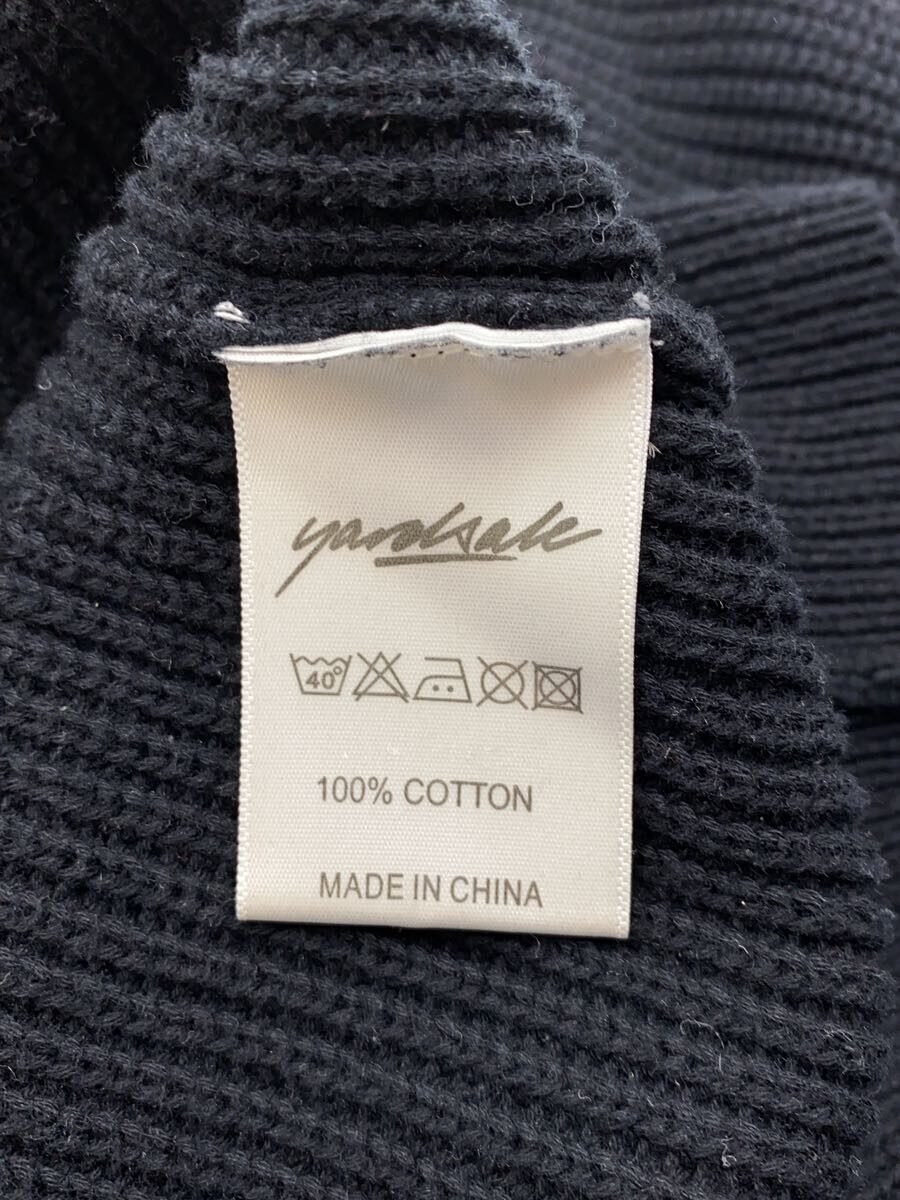 yardsale
40°
100% COTTON
MADE IN CHINA